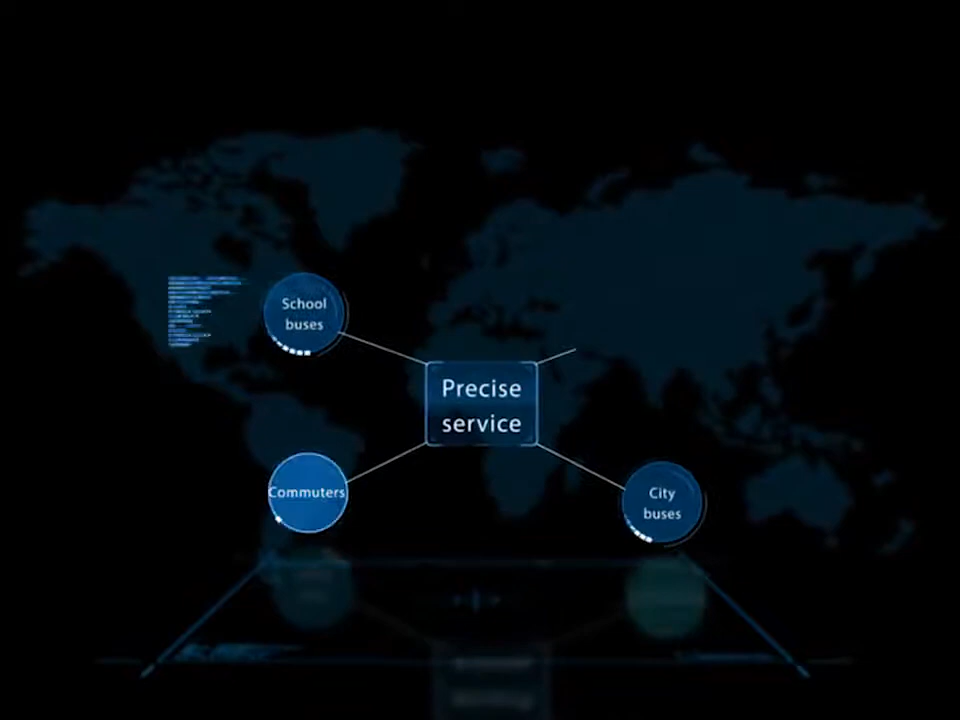 School
buses
Precise
service
Commuters
City
buses